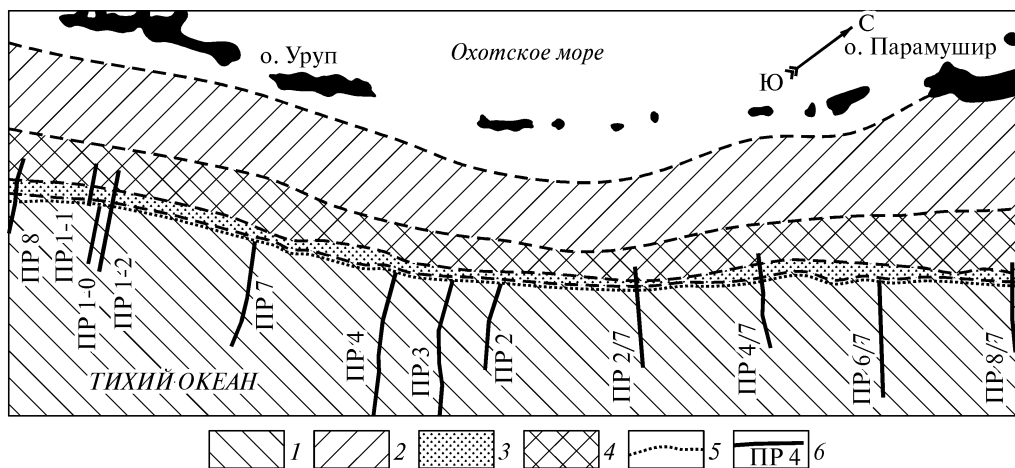 С
о. Уруп
Охотское море
о. Парамушир
Ю
ПР 8
ПР 1-1
ПР 1-0
ПР 1-2
ПР 7
ПР 4
ПР 3
ПР 2
ПР 2/7
ПР 4/7
ПР 6/7
ПР 8/7
ТИХИЙ ОКЕАН
1 2 3 4 5 ПР 4 6